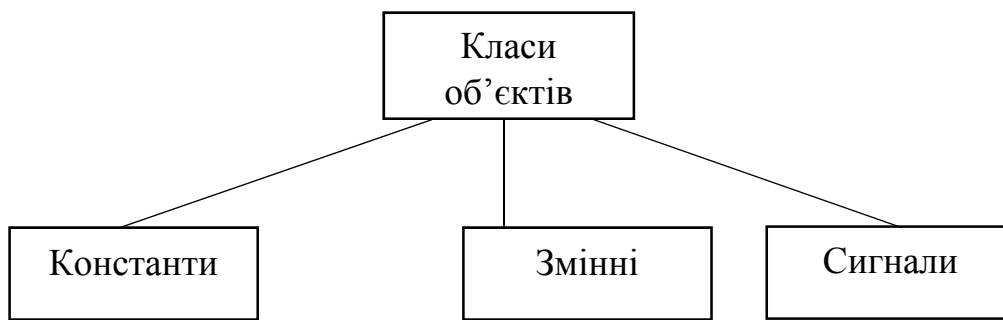 Класи
об’єктів
Константи
Змінні
Сигнали